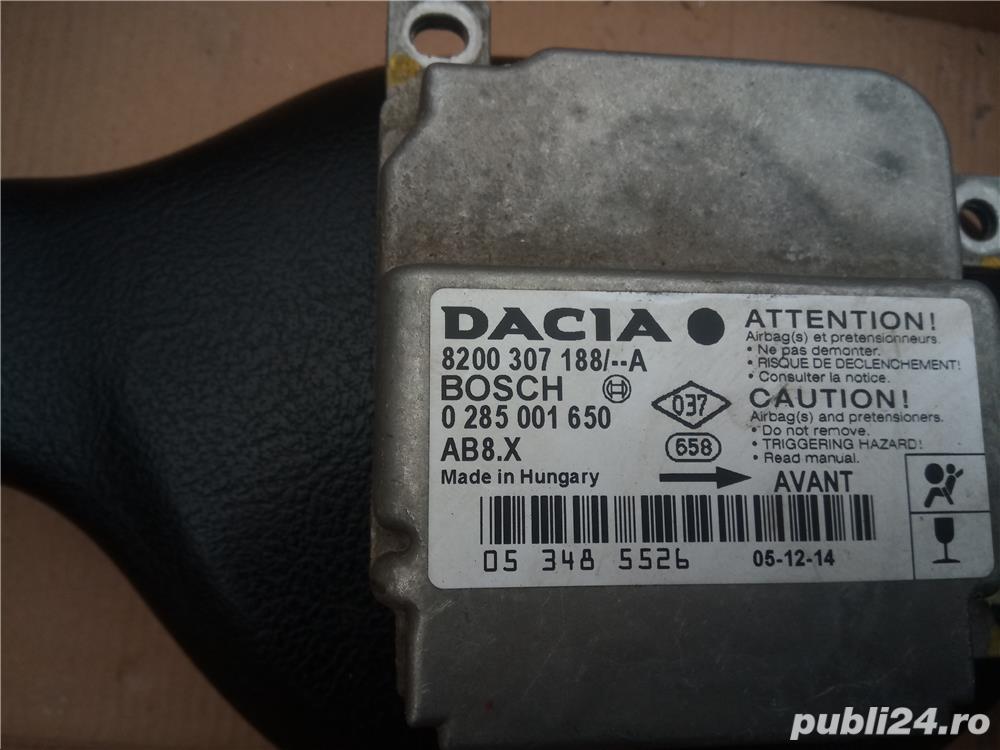 DACIA
8200 307 188/--A
BOSCH
0 285 001 650
AB8.X
Made in Hungary
037
658
ATTENTION!
Airbag(s) et pretensionneurs.
• Ne pas demonter.
• RISQUE DE DECLENCHEMENT!
• Consulter la notice.
CAUTION!
Airbag(s) and pretensioners.
• Do not remove.
• TRIGGERING HAZARD!
• Read manual.
AVANT
05 348 5526
05-12-14
publi24.ro